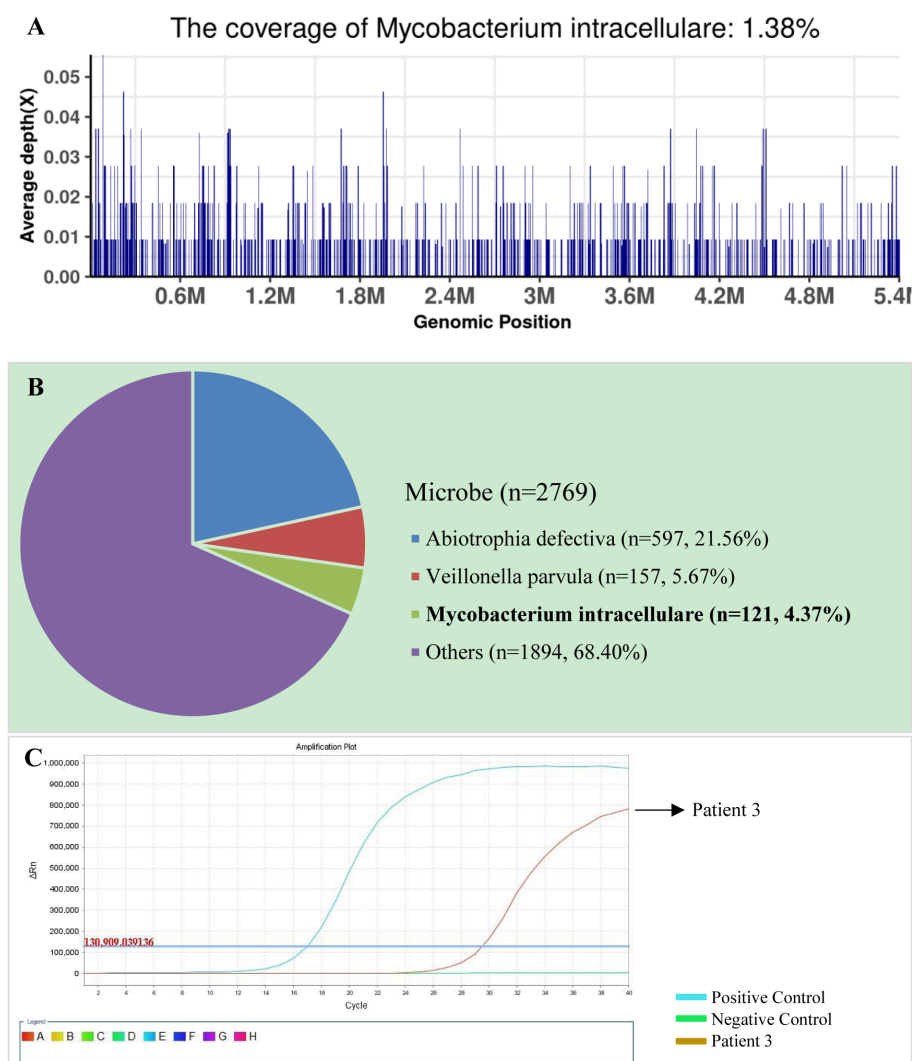 A
The coverage of Mycobacterium intracellulare: 1.38%
Average depth(X)
0.05
0.04
0.03
0.02
0.01
0.00
0.6M 1.2M 1.8M 2.4M 3M 3.6M 4.2M 4.8M 5.4M
Genomic Position
B
Microbe (n=2769)
Abiotrophia defectiva (n=597, 21.56%)
Veillonella parvula (n=157, 5.67%)
Mycobacterium intracellulare (n=121, 4.37%)
Others (n=1894, 68.40%)
C
Amplification Plot
ΔRn
1,000,000
900,000
800,000
700,000
600,000
500,000
400,000
300,000
200,000
130,909.039136
100,000
0
2 4 6 8 10 12 14 16 18 20 22 24 26 28 30 32 34 36 38 40
Cycle
Patient 3
Legend
A B C D E F G H
Positive Control
Negative Control
Patient 3